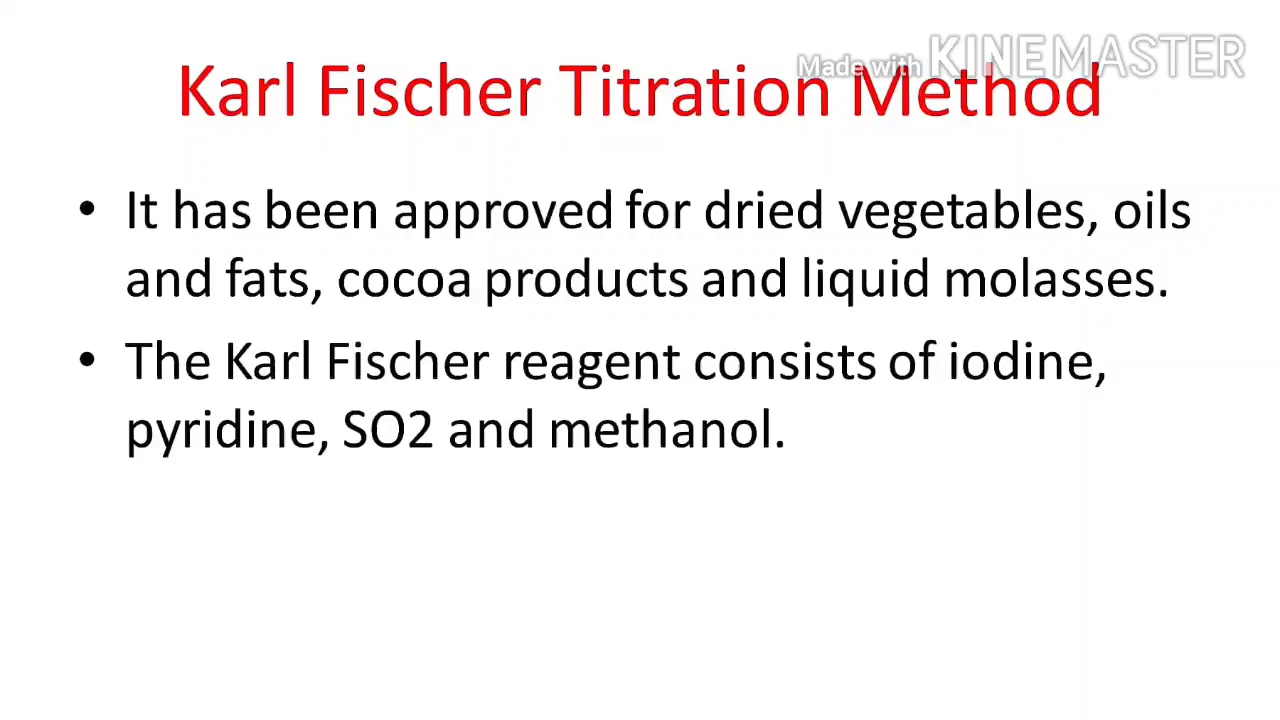 Made with KINEMASTER
Karl Fischer Titration Method
• It has been approved for dried vegetables, oils
and fats, cocoa products and liquid molasses.
• The Karl Fischer reagent consists of iodine,
pyridine, SO2 and methanol.